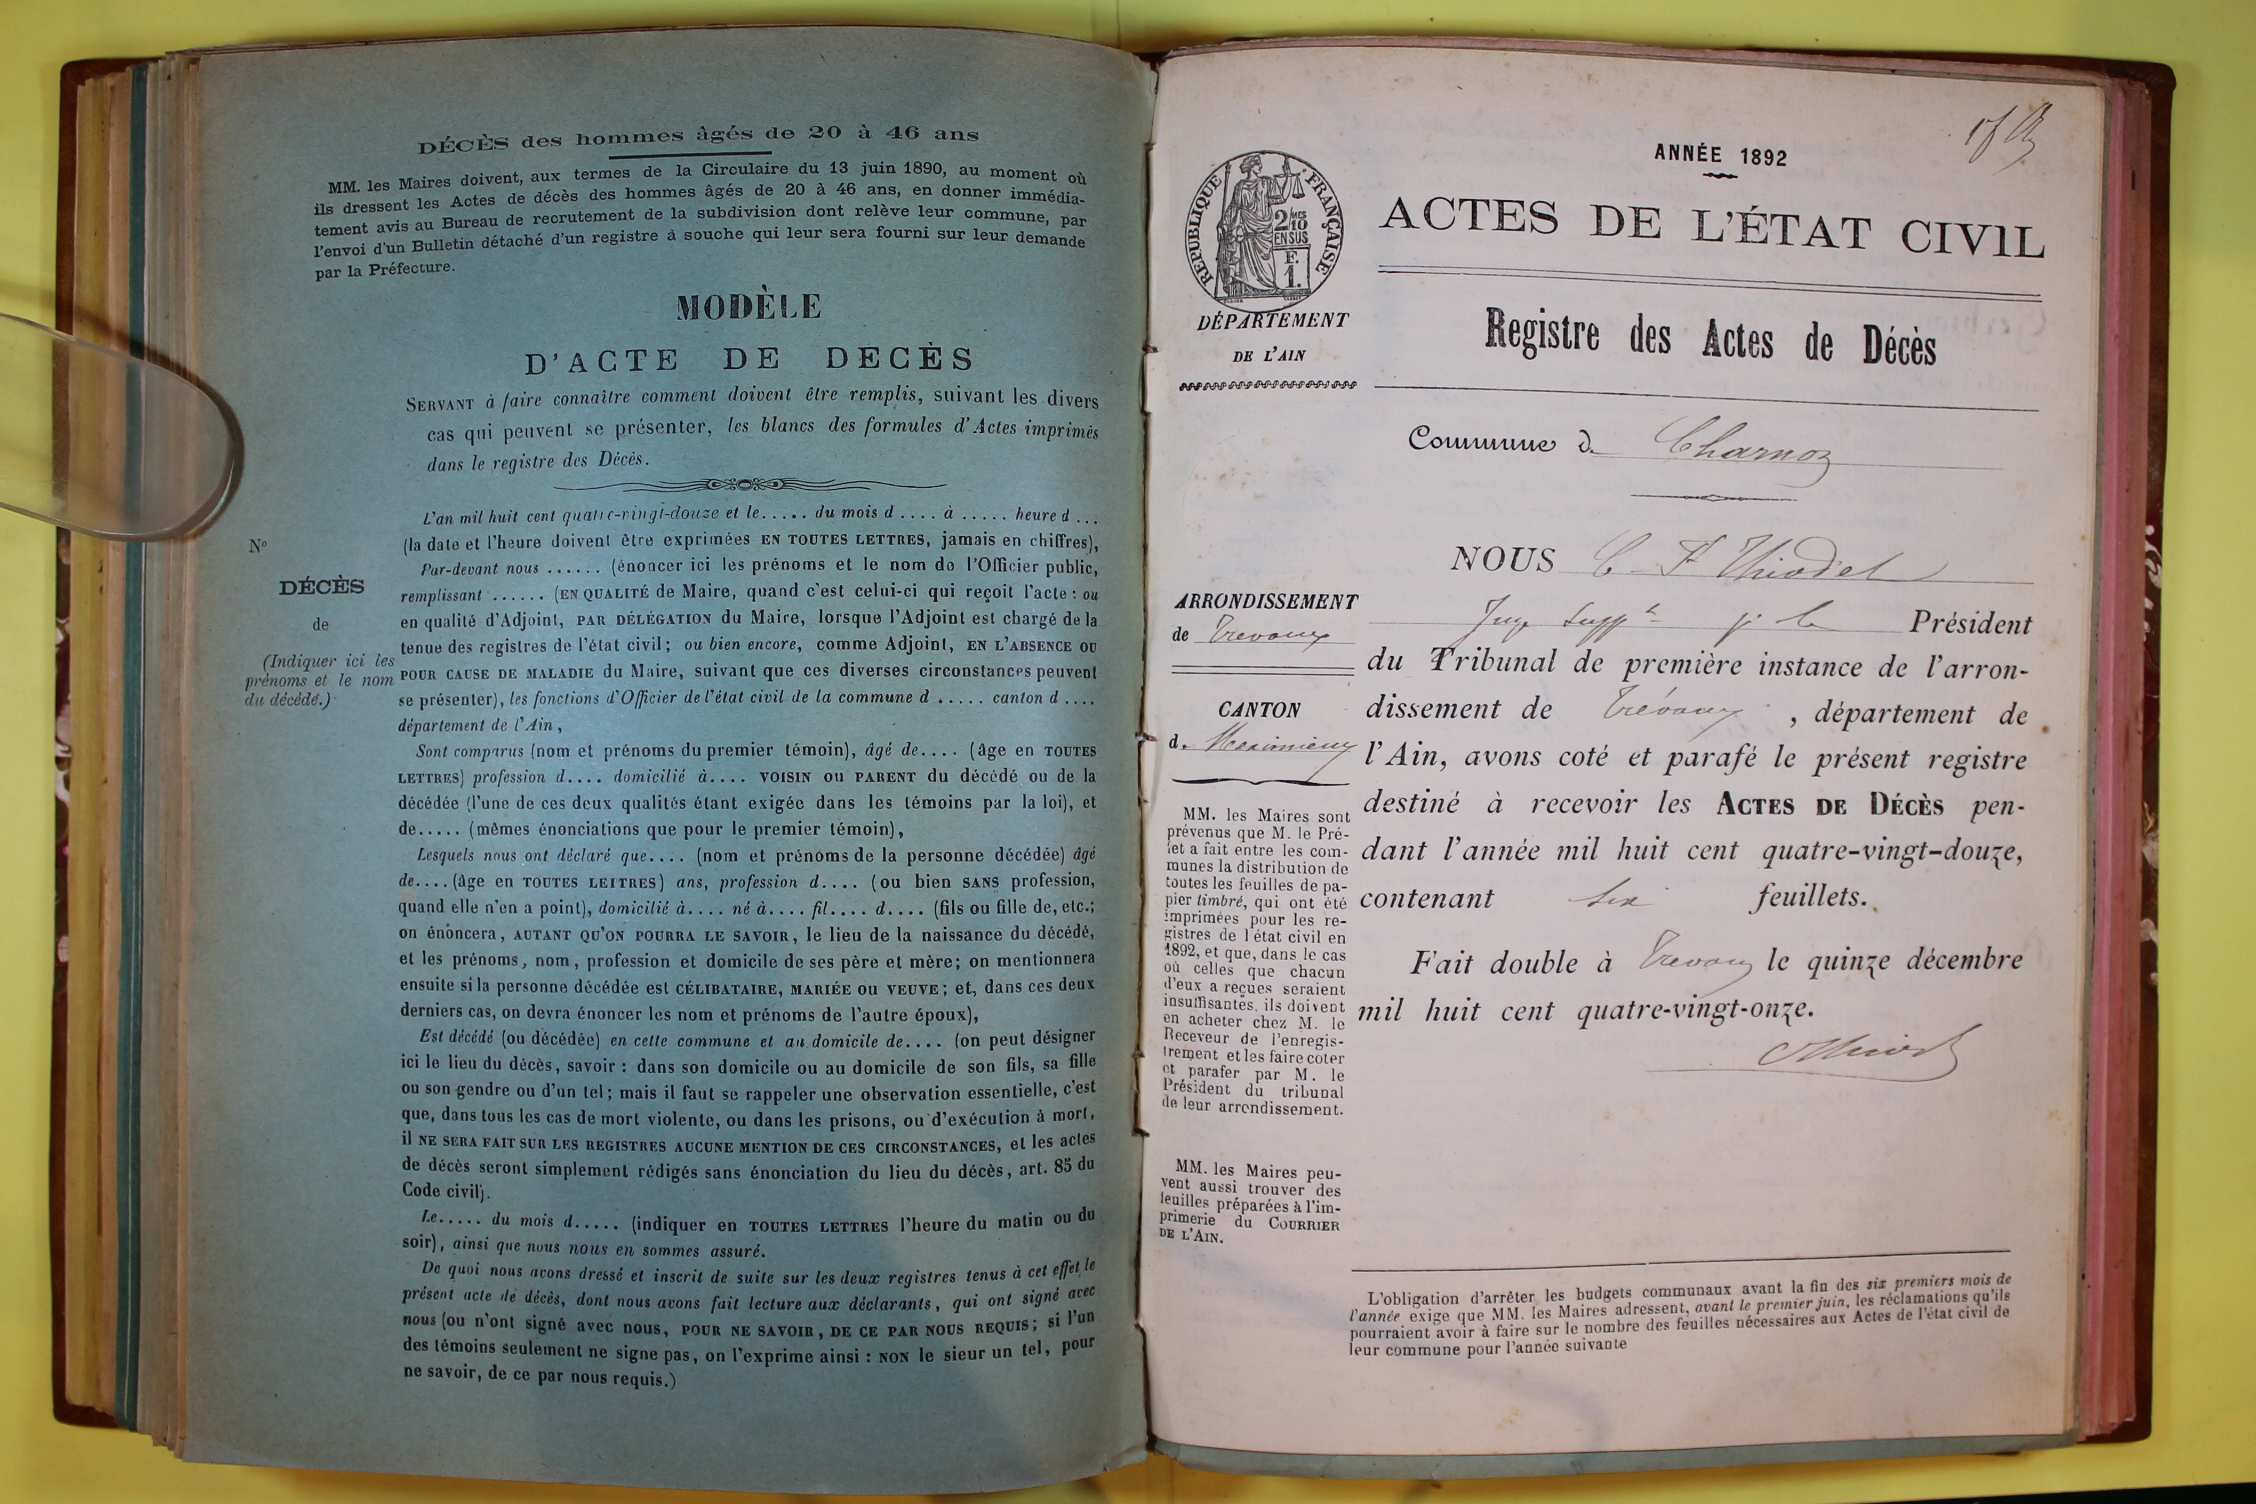 DÉCÈS des hommes âgés de 20 à 46 ans
MM. les Maires doivent, aux termes de la Circulaire du 13 juin 1890, au moment où
ils dressent les Actes de décès des hommes âgés de 20 à 46 ans, en donner immédia-
tement avis au Bureau de recrutement de la subdivision dont relève leur commune, par
l'envoi d'un Bulletin détaché d'un registre à souche qui leur sera fourni sur leur demande
par la Préfecture.
MODÈLE
D'ACTE DE DECÈS
SERVANT à faire connaître comment doivent être remplis, suivant les divers
cas qui peuvent se présenter, les blancs des formules d'Actes imprimés
dans le registre des Décès.
N°
DÉCÈS
de
(Indiquer ici les
prénoms et le nom
du décédé.)
L'an mil huit cent quatre-vingt-douze et le..... du mois d.... à..... heure d...
(la date et l'heure doivent être exprimées EN TOUTES LETTRES, jamais en chiffres),
Par-devant nous...... (énoncer ici les prénoms et le nom de l'Officier public,
remplissant...... (EN QUALITÉ de Maire, quand c'est celui-ci qui reçoit l'acte : ou
en qualité d'Adjoint, PAR DÉLÉGATION du Maire, lorsque l'Adjoint est chargé de la
tenue des registres de l'état civil; ou bien encore, comme Adjoint, EN L'ABSENCE OU
POUR CAUSE DE MALADIE du Maire, suivant que ces diverses circonstances peuvent
se présenter), les fonctions d'Officier de l'état civil de la commune d..... canton d....
département de l'Ain,
Sont comparus (nom et prénoms du premier témoin), âgé de.... (âge en TOUTES
LETTRES) profession d.... domicilié à.... VOISIN OU PARENT du décédé ou de la
décédée (l'une de ces deux qualités étant exigée dans les témoins par la loi), et
de..... (mêmes énonciations que pour le premier témoin),
Lesquels nous ont déclaré que.... (nom et prénoms de la personne décédée) âgé
de.... (âge en TOUTES LETTRES) ans, profession d.... (ou bien SANS profession,
quand elle n'en a point), domicilié à.... né à.... fil.... d.... (fils ou fille de, etc.;
on énoncera, AUTANT QU'ON POURRA LE SAVOIR, le lieu de la naissance du décédé,
et les prénoms, nom, profession et domicile de ses père et mère; on mentionnera
ensuite si la personne décédée est CÉLIBATAIRE, MARIÉE OU VEUVE; et, dans ces deux
derniers cas, on devra énoncer les nom et prénoms de l'autre époux),
Est décédé (ou décédée) en cette commune et au domicile de.... (on peut désigner
ici le lieu du décès, savoir : dans son domicile ou au domicile de son fils, sa fille
ou son gendre ou d'un tel; mais il faut se rappeler une observation essentielle, c'est
que, dans tous les cas de mort violente, ou dans les prisons, ou d'exécution à mort,
il NE SERA FAIT SUR LES REGISTRES AUCUNE MENTION DE CES CIRCONSTANCES, et les actes
de décès seront simplement rédigés sans énonciation du lieu du décès, art. 85 du
Code civil).
Le..... du mois d..... (indiquer en TOUTES LETTRES l'heure du matin ou du
soir), ainsi que nous nous en sommes assuré.
De quoi nous avons dressé et inscrit de suite sur les deux registres tenus à cet effet le
présent acte de décès, dont nous avons fait lecture aux déclarants, qui ont signé avec
nous (ou n'ont signé avec nous, POUR NE SAVOIR, DE CE PAR NOUS REQUIS; si l'un
des témoins seulement ne signe pas, on l'exprime ainsi : NON le sieur un tel, pour
ne savoir, de ce par nous requis.)
ANNÉE 1892
ACTES DE L'ÉTAT CIVIL
Registre des Actes de Décès
RÉPUBLIQUE FRANÇAISE
2/10mes
EN SUS
F.
1.
DÉPARTEMENT
DE L'AIN
Commune de Charnoz
NOUS C. F. Thiodet
Juge Suppt pr le Président
ARRONDISSEMENT
de Trévoux
CANTON
de Meximieux
du Tribunal de première instance de l'arron-
dissement de Trévoux, département de
l'Ain, avons coté et parafé le présent registre
destiné à recevoir les ACTES DE DÉCÈS pen-
dant l'année mil huit cent quatre-vingt-douze,
contenant six feuillets.
Fait double à Trévoux le quinze décembre
mil huit cent quatre-vingt-onze.
MM. les Maires sont
prévenus que M. le Pré-
fet a fait entre les com-
munes la distribution de
toutes les feuilles de pa-
pier timbré, qui ont été
imprimées pour les re-
gistres de l'état civil en
1892, et que, dans le cas
où celles que chacun
d'eux a reçues seraient
insuffisantes, ils doivent
en acheter chez M. le
Receveur de l'enregis-
trement et les faire coter
et parafer par M. le
Président du tribunal
de leur arrondissement.
MM. les Maires peu-
vent aussi trouver des
feuilles préparées à l'im-
primerie du COURRIER
DE L'AIN.
L'obligation d'arrêter les budgets communaux avant la fin des six premiers mois de
l'année exige que MM. les Maires adressent, avant le premier juin, les réclamations qu'ils
pourraient avoir à faire sur le nombre des feuilles nécessaires aux Actes de l'état civil de
leur commune pour l'année suivante